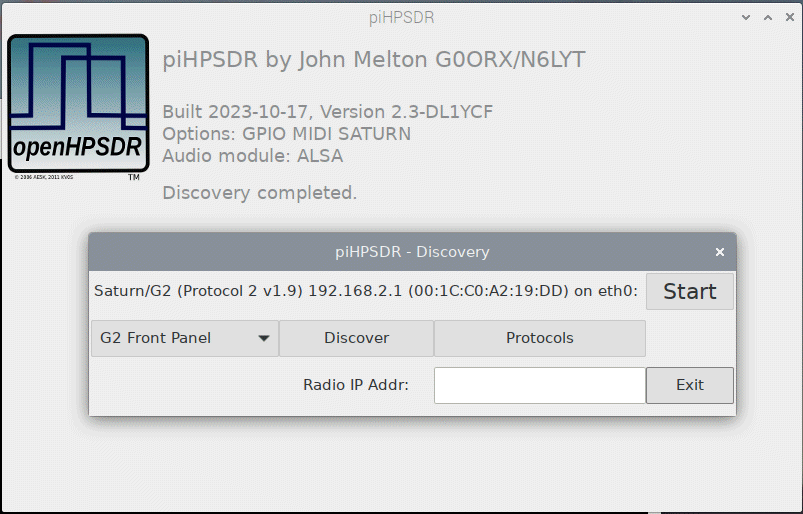 piHPSDR
piHPSDR by John Melton G0ORX/N6LYT
Built 2023-10-17, Version 2.3-DL1YCF
Options: GPIO MIDI SATURN
Audio module: ALSA
Discovery completed.
openHPSDR
© 2006 AE5K, 2011 KV0S TM
piHPSDR - Discovery
Saturn/G2 (Protocol 2 v1.9) 192.168.2.1 (00:1C:C0:A2:19:DD) on eth0: Start
G2 Front Panel Discover Protocols
Radio IP Addr: Exit